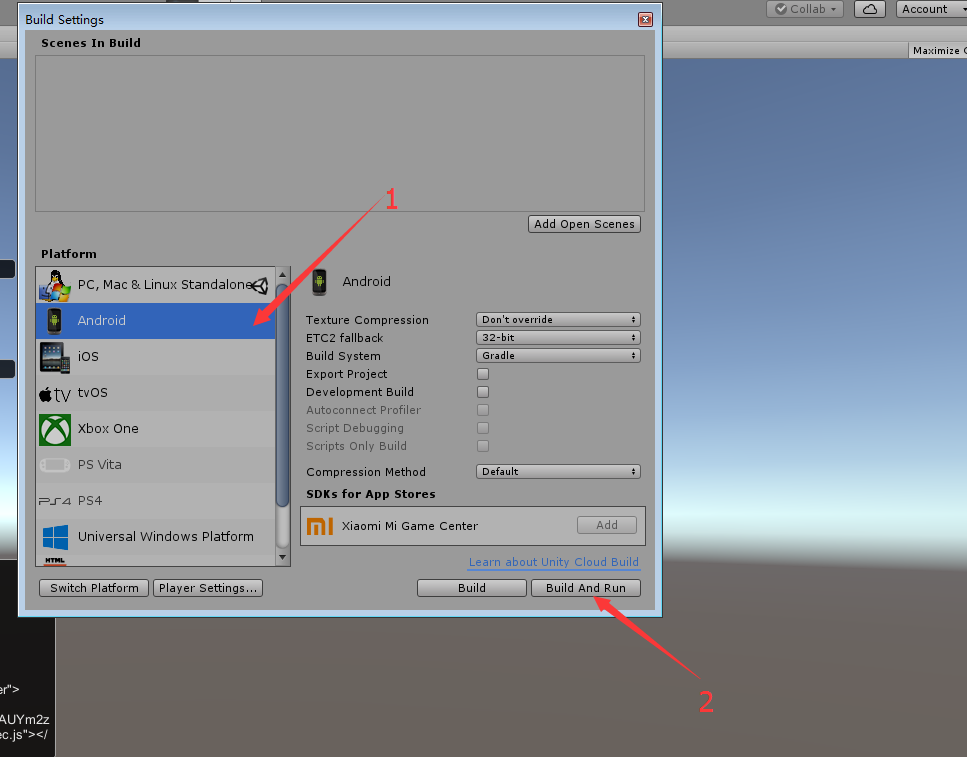 Build Settings
Collab
Account
Scenes In Build
Maximize
1
Add Open Scenes
Platform
PC, Mac & Linux Standalone
Android
iOS
tvOS
Xbox One
PS Vita
PS4
Universal Windows Platform
HTML
Android
Texture Compression Don't override
ETC2 fallback 32-bit
Build System Gradle
Export Project
Development Build
Autoconnect Profiler
Script Debugging
Scripts Only Build
Compression Method Default
SDKs for App Stores
Xiaomi Mi Game Center Add
Learn about Unity Cloud Build
Switch Platform Player Settings... Build Build And Run
2
er">
AUYm2z
ec.js"></